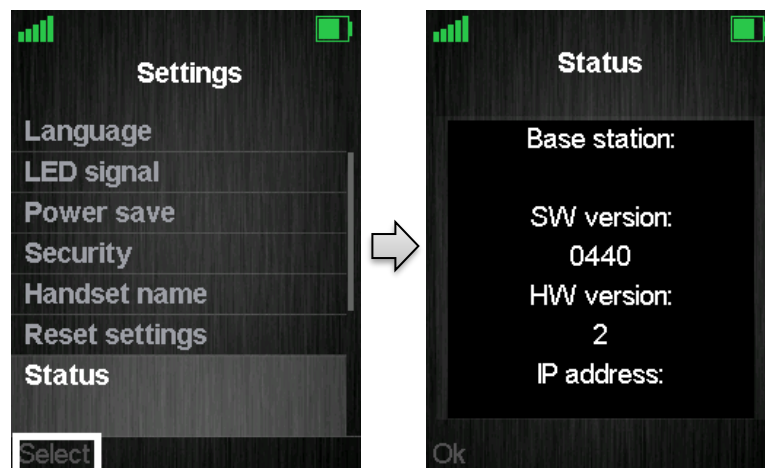 Settings
Language
LED signal
Power save
Security
Handset name
Reset settings
Status
Select
Status
Base station:
SW version:
0440
HW version:
2
IP address:
Ok